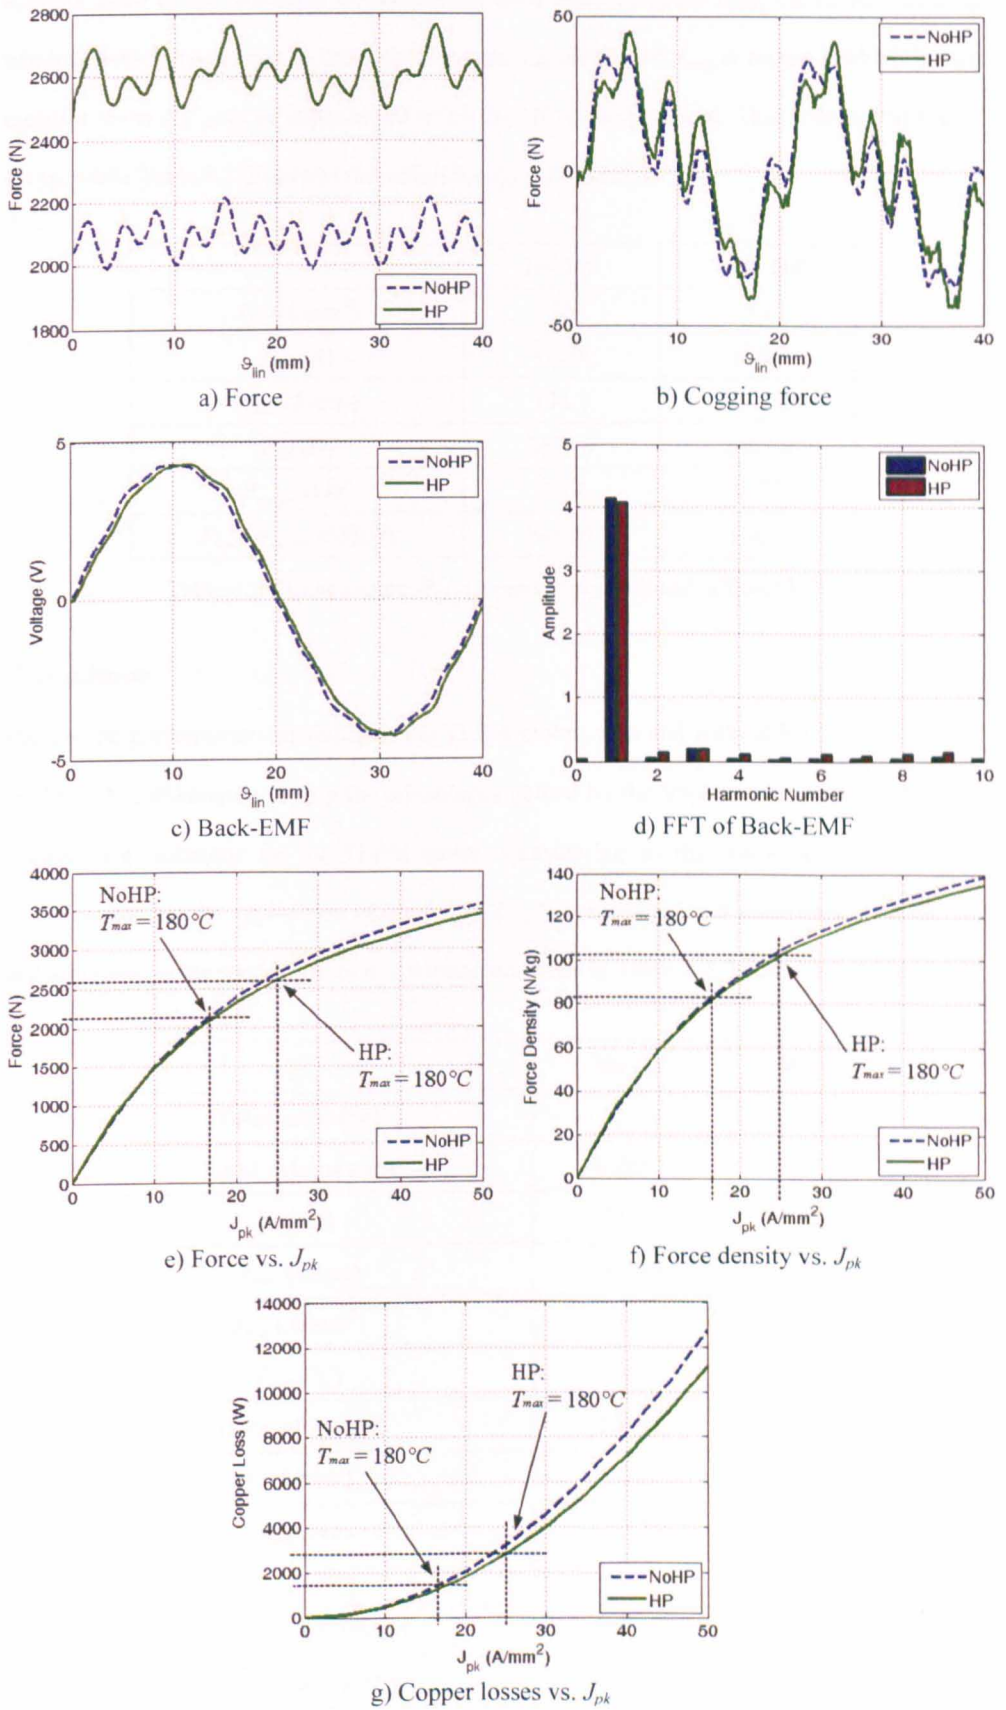 2800
2600
2400
2200
2000
1800
Force (N)
NoHP
HP
0 10 20 30 40
ϑlin (mm)
a) Force
50
0
-50
Force (N)
NoHP
HP
0 10 20 30 40
ϑlin (mm)
b) Cogging force
5
0
-5
Voltage (V)
NoHP
HP
0 10 20 30 40
ϑlin (mm)
c) Back-EMF
5
4
3
2
1
0
Amplitude
NoHP
HP
0 2 4 6 8 10
Harmonic Number
d) FFT of Back-EMF
4000
3500
3000
2500
2000
1500
1000
500
0
Force (N)
NoHP:
Tmax = 180°C
HP:
Tmax = 180°C
NoHP
HP
0 10 20 30 40 50
Jpk (A/mm²)
e) Force vs. Jpk
140
120
100
80
60
40
20
0
Force Density (N/kg)
NoHP:
Tmax = 180°C
HP:
Tmax = 180°C
NoHP
HP
0 10 20 30 40 50
Jpk (A/mm²)
f) Force density vs. Jpk
14000
12000
10000
8000
6000
4000
2000
0
Copper Loss (W)
HP:
Tmax = 180°C
NoHP:
Tmax = 180°C
NoHP
HP
0 10 20 30 40 50
Jpk (A/mm²)
g) Copper losses vs. Jpk